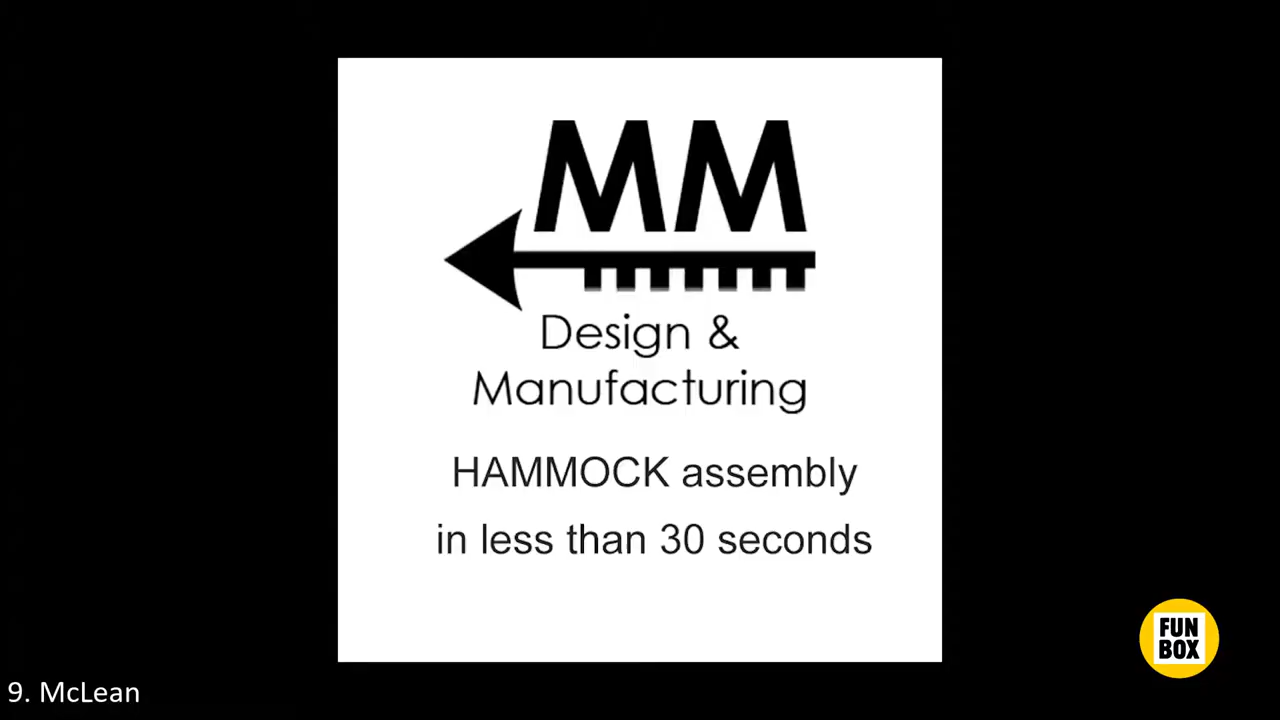 MM
Design &
Manufacturing
HAMMOCK assembly
in less than 30 seconds
FUN
BOX
9. McLean